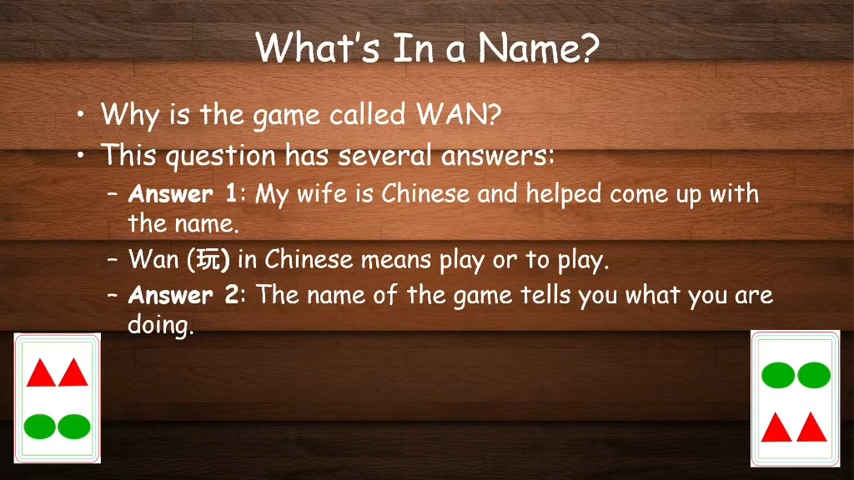 What's In a Name?
• Why is the game called WAN?
• This question has several answers:
– Answer 1: My wife is Chinese and helped come up with
the name.
– Wan (玩) in Chinese means play or to play.
– Answer 2: The name of the game tells you what you are
doing.